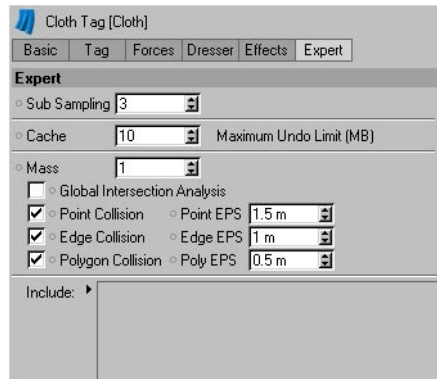 Cloth Tag [Cloth]
Basic Tag Forces Dresser Effects Expert
Expert
Sub Sampling 3
Cache 10 Maximum Undo Limit (MB)
Mass 1
Global Intersection Analysis
Point Collision Point EPS 1.5 m
Edge Collision Edge EPS 1 m
Polygon Collision Poly EPS 0.5 m
Include: